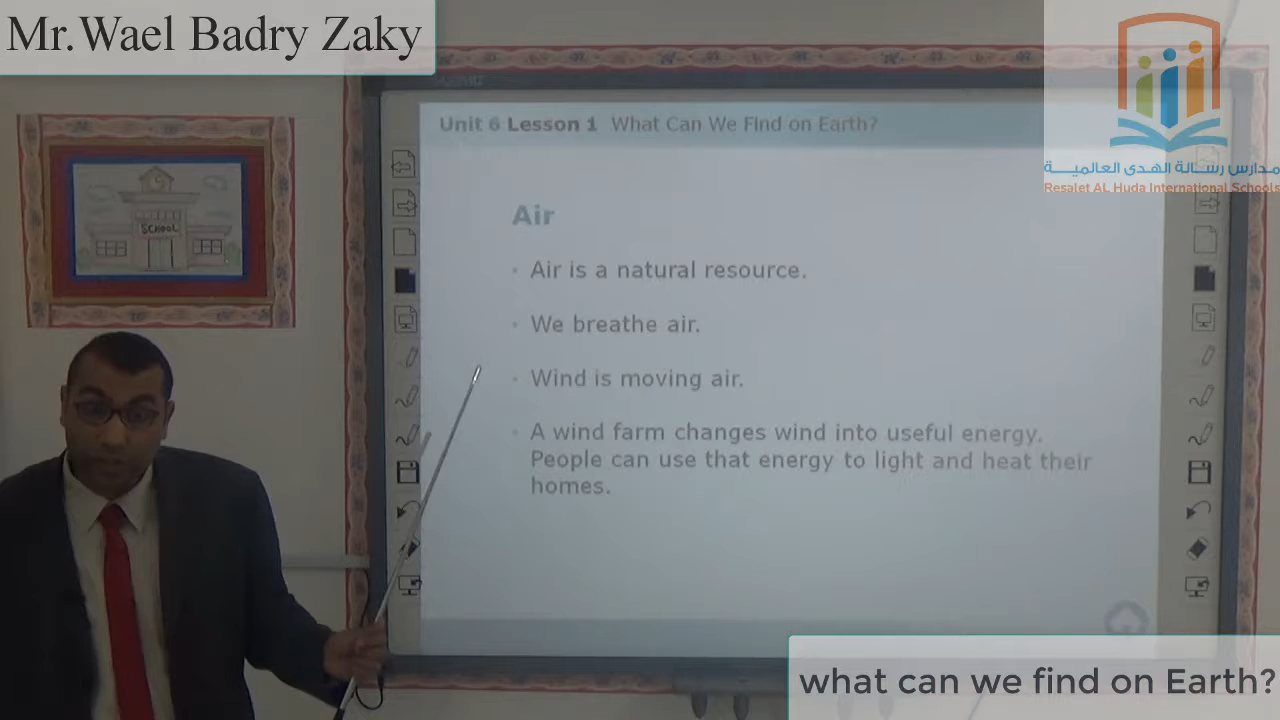 Mr.Wael Badry Zaky
مدارس رسالة الهدى العالمية
Resalet AL Huda International Schools
SCHOOL
Unit 6 Lesson 1 What Can We Find on Earth?
Air
• Air is a natural resource.
• We breathe air.
• Wind is moving air.
• A wind farm changes wind into useful energy.
People can use that energy to light and heat their
homes.
what can we find on Earth?